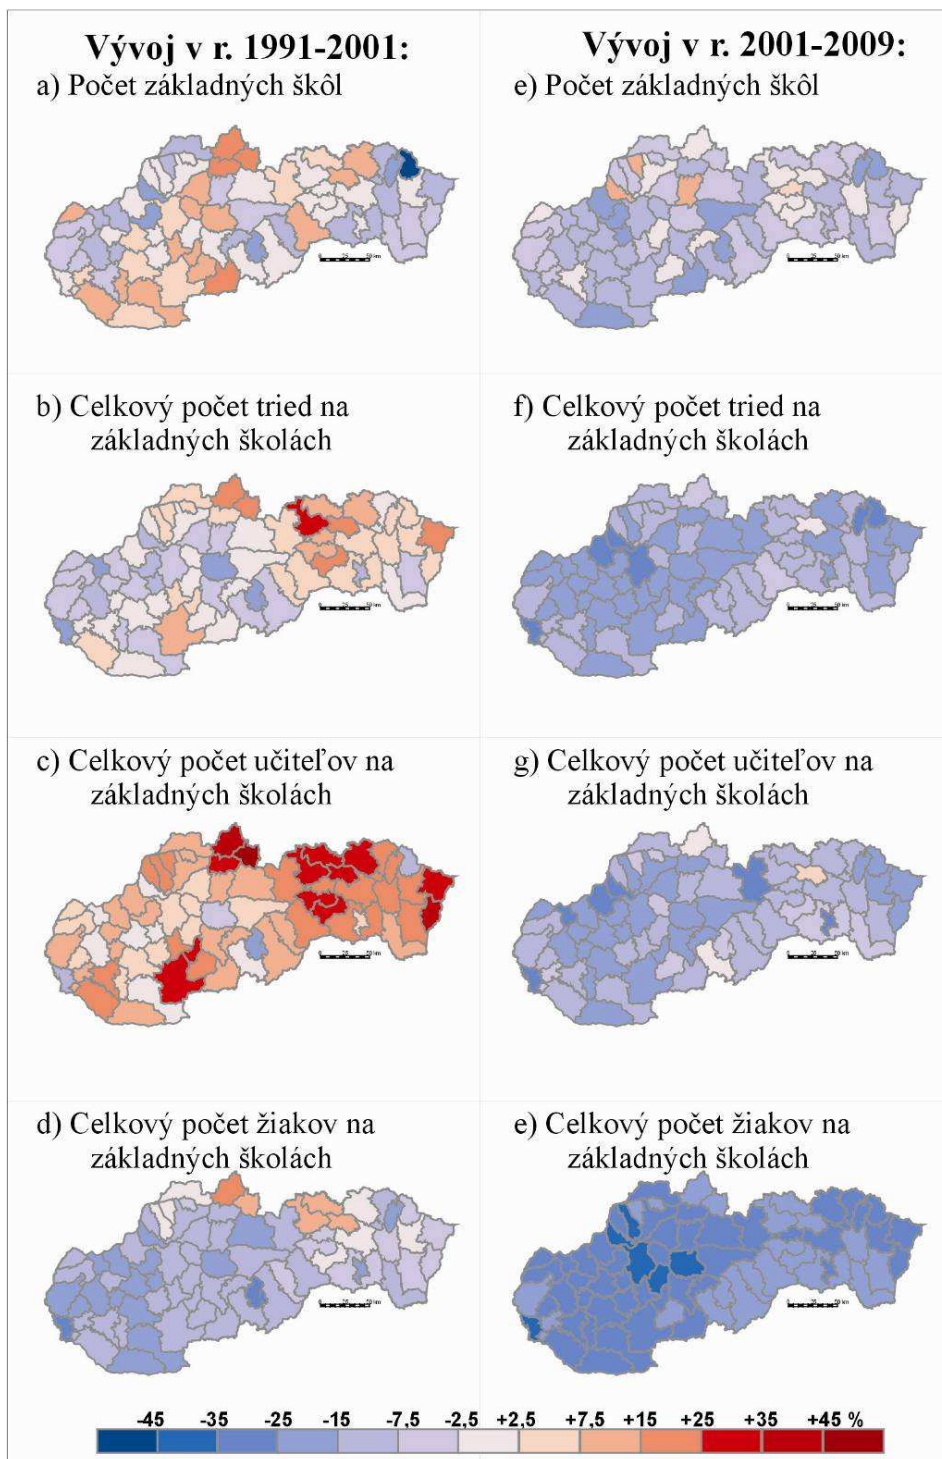 Vývoj v r. 1991-2001:
a) Počet základných škôl
b) Celkový počet tried na
základných školách
c) Celkový počet učiteľov na
základných školách
d) Celkový počet žiakov na
základných školách
Vývoj v r. 2001-2009:
e) Počet základných škôl
f) Celkový počet tried na
základných školách
g) Celkový počet učiteľov na
základných školách
e) Celkový počet žiakov na
základných školách
-45 -35 -25 -15 -7,5 -2,5 +2,5 +7,5 +15 +25 +35 +45 %